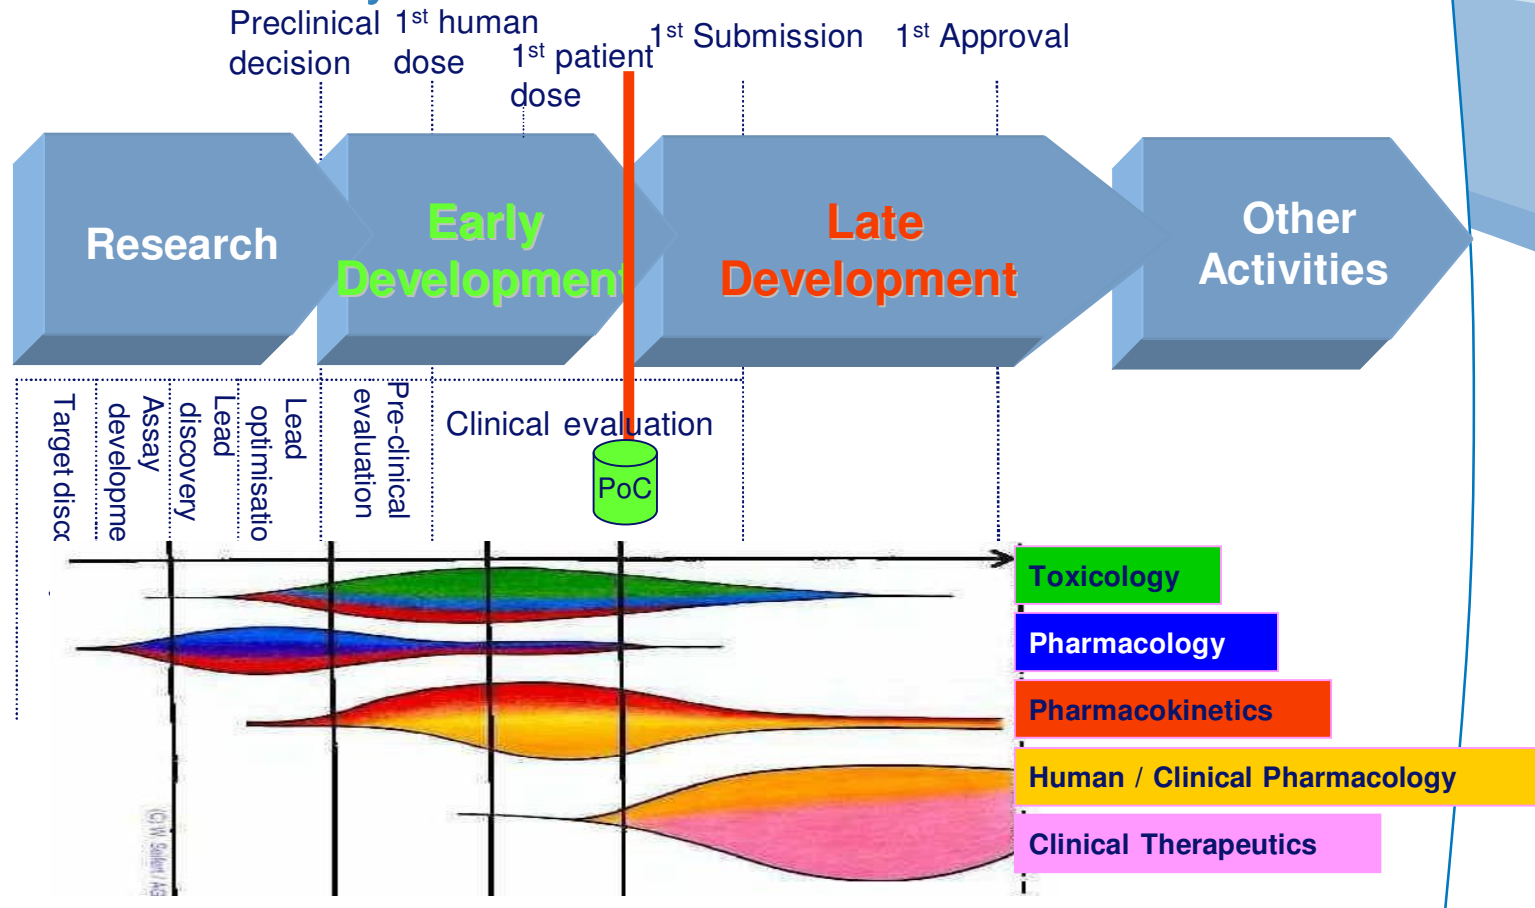 Preclinical
decision
1st human
dose
1st patient
dose
1st Submission
1st Approval
Research
Early
Development
Late
Development
Other
Activities
Target disc
Assay
developme
Lead
discovery
Lead
optimisatio
Pre-clinical
evaluation
Clinical evaluation
PoC
Toxicology
Pharmacology
Pharmacokinetics
Human / Clinical Pharmacology
Clinical Therapeutics